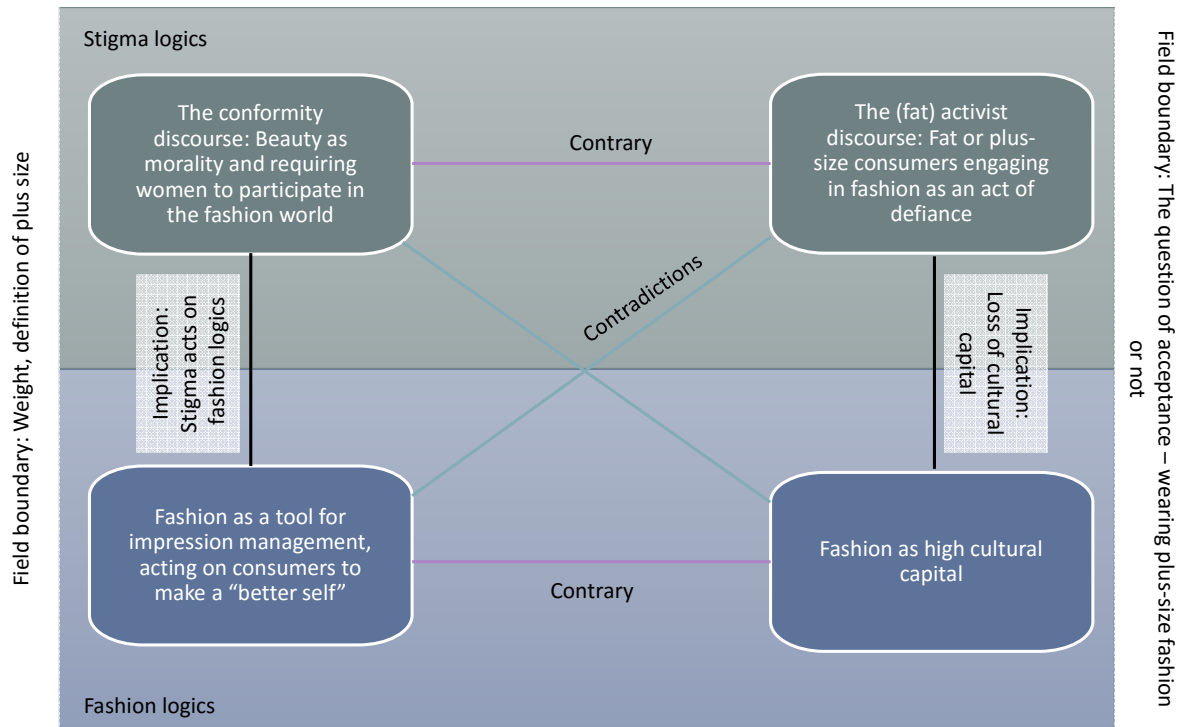 Stigma logics
The conformity
discourse: Beauty as
morality and requiring
women to participate in
the fashion world
Contrary
The (fat) activist
discourse: Fat or plus-
size consumers engaging
in fashion as an act of
defiance
Field boundary: Weight, definition of plus size
Implication:
Stigma acts on
fashion logics
Contradictions
Implication:
Loss of cultural
capital
Field boundary: The question of acceptance – wearing plus-size fashion
or not
Fashion as a tool for
impression management,
acting on consumers to
make a “better self”
Contrary
Fashion as high cultural
capital
Fashion logics